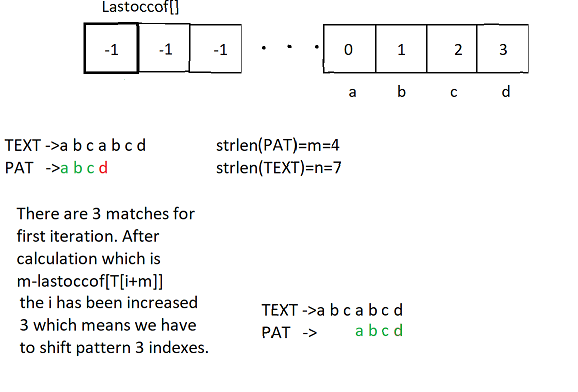 Lastoccof[]
-1 -1 -1 . . . 0 1 2 3
a b c d
TEXT ->a b c a b c d
PAT ->a b c d
strlen(PAT)=m=4
strlen(TEXT)=n=7
There are 3 matches for
first iteration. After
calculation which is
m-lastoccof[T[i+m]]
the i has been increased
3 which means we have
to shift pattern 3 indexes.
TEXT ->a b c a b c d
PAT -> a b c d